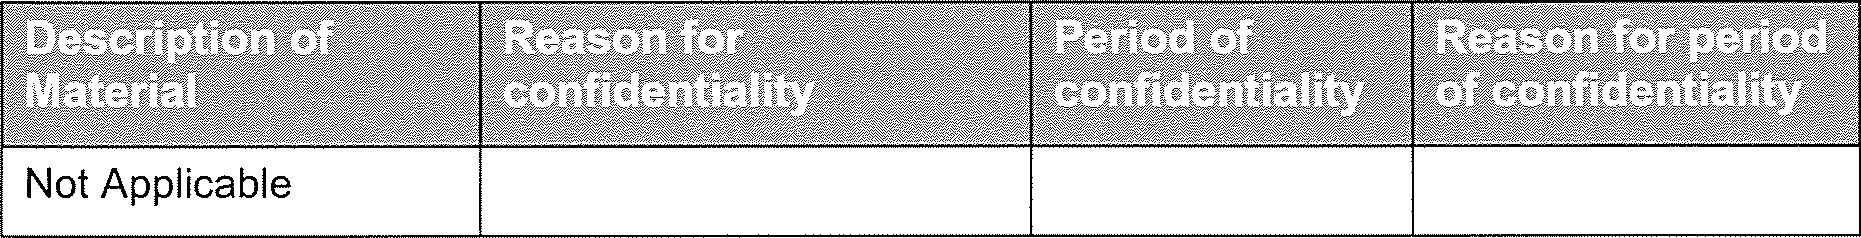 Description of
Material
Reason for
confidentiality
Period of
confidentiality
Reason for period
of confidentiality
Not Applicable